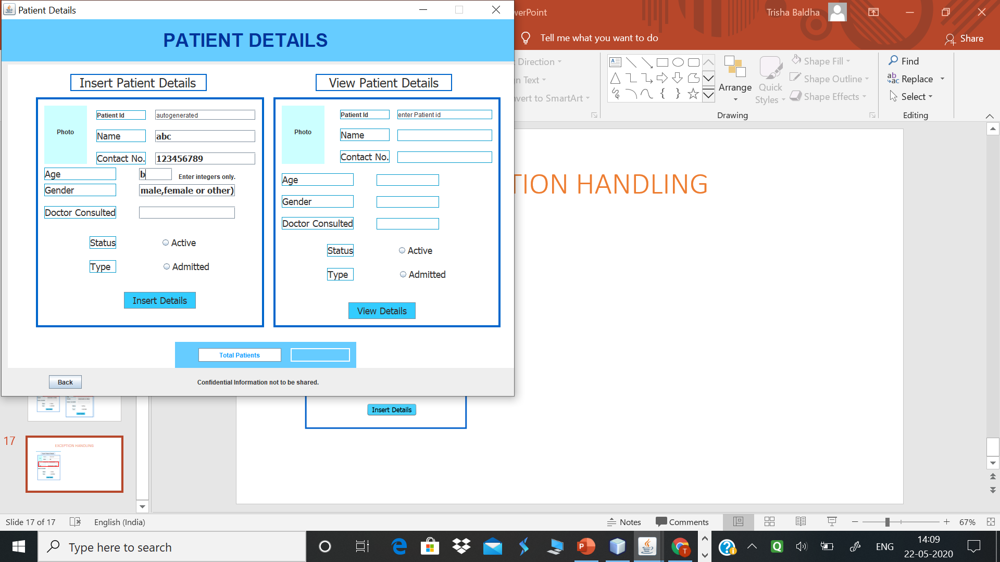 Patient Details
PATIENT DETAILS
Insert Patient Details
Photo
Patient Id
autogenerated
Name
abc
Contact No.
123456789
Age
b
Enter integers only.
Gender
male,female or other)
Doctor Consulted
Status
Active
Type
Admitted
Insert Details
View Patient Details
Photo
Patient Id
enter Patient id
Name
Contact No.
Age
Gender
Doctor Consulted
Status
Active
Type
Admitted
View Details
Total Patients
Back
Confidential Information not to be shared.
werPoint
Trisha Baldha
Tell me what you want to do
Share
Direction
n Text
nvert to SmartArt
Arrange
Quick
Styles
Shape Fill
Shape Outline
Shape Effects
Drawing
Find
Replace
Select
Editing
TION HANDLING
Insert Details
17
EXCEPTION HANDLING
Slide 17 of 17
English (India)
Notes
Comments
67%
Type here to search
ENG
14:09
22-05-2020